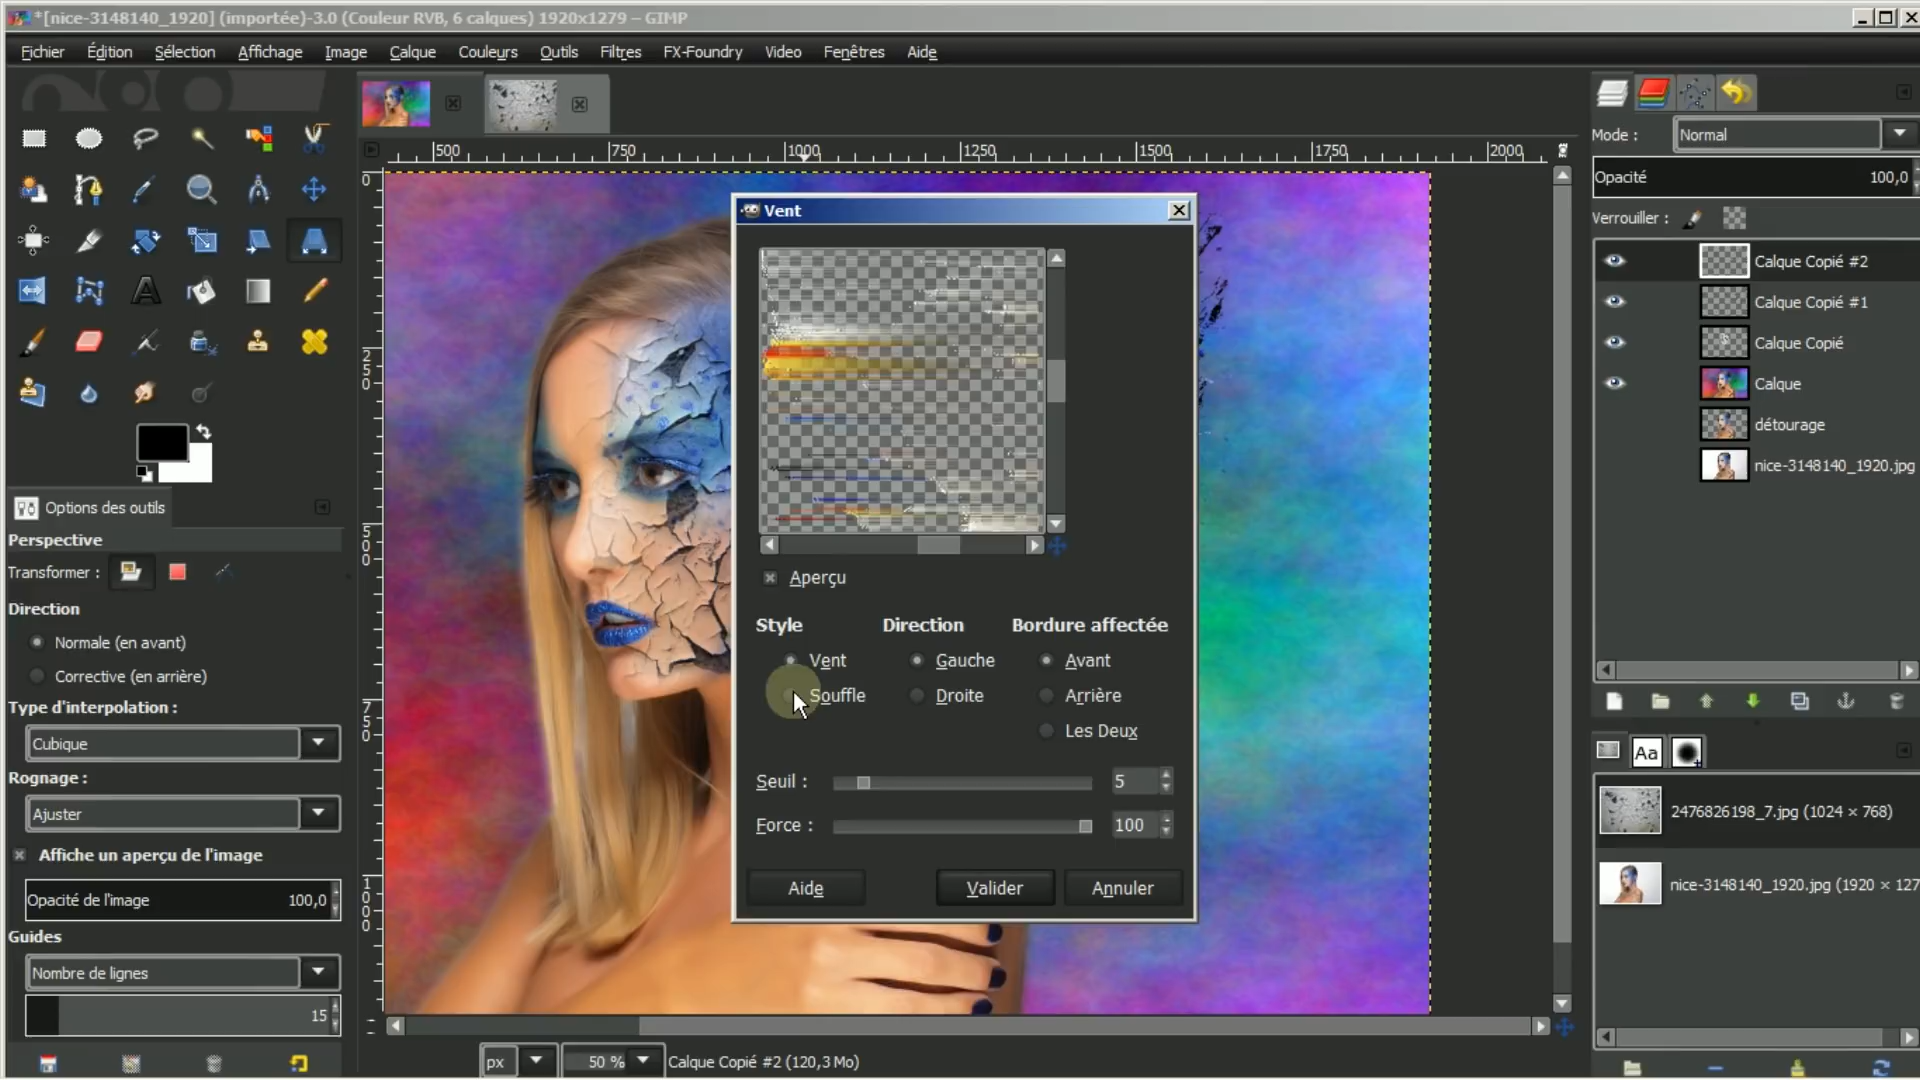 *[nice-3148140_1920] (importée)-3.0 (Couleur RVB, 6 calques) 1920x1279 – GIMP
Fichier Édition Sélection Affichage Image Calque Couleurs Outils Filtres FX-Foundry Video Fenêtres Aide
500 750 1000 1250 1500 1750 2000
0
250
500
750
1000
Options des outils
Perspective
Transformer :
Direction
Normale (en avant)
Corrective (en arrière)
Type d'interpolation :
Cubique
Rognage :
Ajuster
Affiche un aperçu de l'image
Opacité de l'image 100,0
Guides
Nombre de lignes
15
Vent
Aperçu
Style Direction Bordure affectée
Vent Gauche Avant
Souffle Droite Arrière
Les Deux
Seuil : 5
Force : 100
Aide Valider Annuler
px 50 % Calque Copié #2 (120,3 Mo)
Mode : Normal
Opacité 100,0
Verrouiller :
Calque Copié #2
Calque Copié #1
Calque Copié
Calque
détourage
nice-3148140_1920.jpg
Aa
2476826198_7.jpg (1024 × 768)
nice-3148140_1920.jpg (1920 × 127